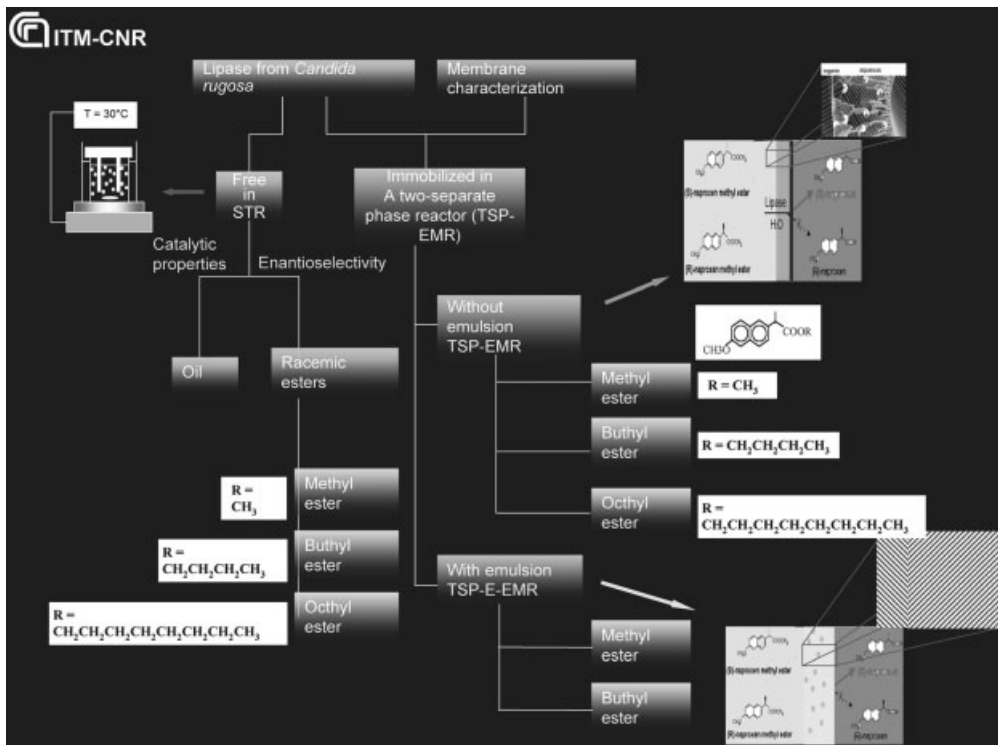 ITM-CNR
Lipase from Candida
rugosa
Membrane
characterization
T = 30°C
Free
in
STR
Immobilized in
A two-separate
phase reactor (TSP-
EMR)
Catalytic
properties
Enantioselectivity
Oil
Racemic
esters
Methyl
ester
R =
CH₃
Buthyl
ester
R =
CH₂CH₂CH₂CH₃
Octhyl
ester
R =
CH₂CH₂CH₂CH₂CH₂CH₂CH₂CH₃
Without
emulsion
TSP-EMR
COOR
CH3O
Methyl
ester
R = CH₃
Buthyl
ester
R = CH₂CH₂CH₂CH₃
Octhyl
ester
R =
CH₂CH₂CH₂CH₂CH₂CH₂CH₂CH₃
With emulsion
TSP-E-EMR
Methyl
ester
Buthyl
ester
organic aqueous
(S)-naproxen methyl ester
Lipase
H₂O
(R)-naproxen methyl ester
(R)-naproxen
(S)-naproxen methyl ester
(R)-naproxen methyl ester
(R)-naproxen